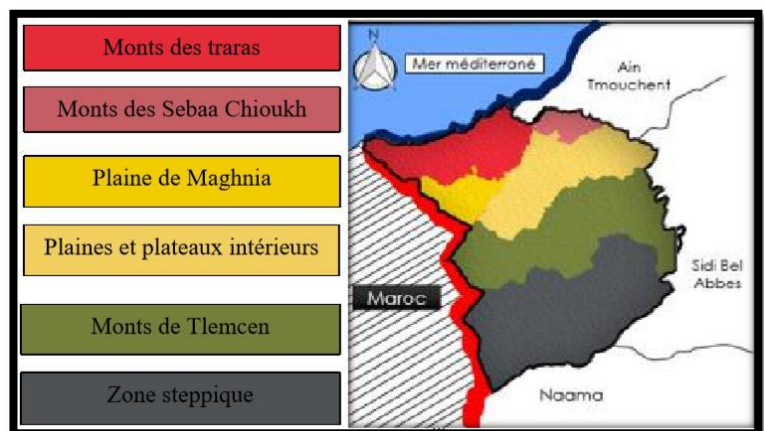 Monts des traras
Monts des Sebaa Chioukh
Plaine de Maghnia
Plaines et plateaux intérieurs
Monts de Tlemcen
Zone steppique
N
Mer méditerrané
Ain
Tmouchent
Sidi Bel
Abbes
Maroc
Naama